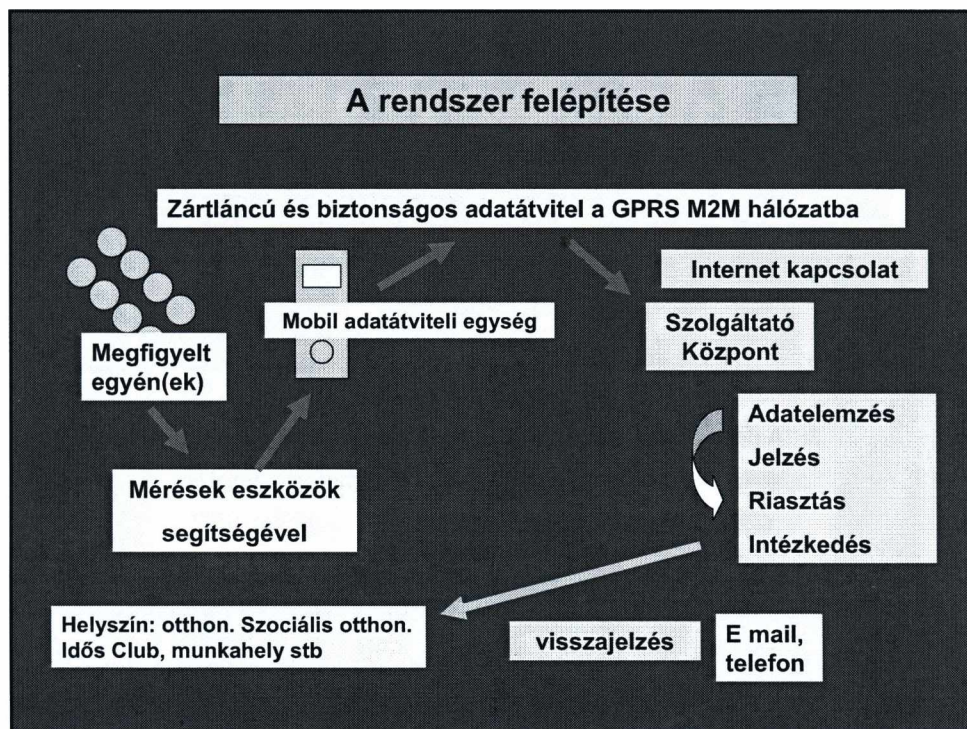 A rendszer felépítése
Zártláncú és biztonságos adatátvitel a GPRS M2M hálózatba
Internet kapcsolat
Mobil adatátviteli egység
Szolgáltató
Központ
Megfigyelt
egyén(ek)
Adatelemzés
Jelzés
Riasztás
Intézkedés
Mérések eszközök
segítségével
Helyszín: otthon. Szociális otthon.
Idős Club, munkahely stb
visszajelzés
E mail,
telefon